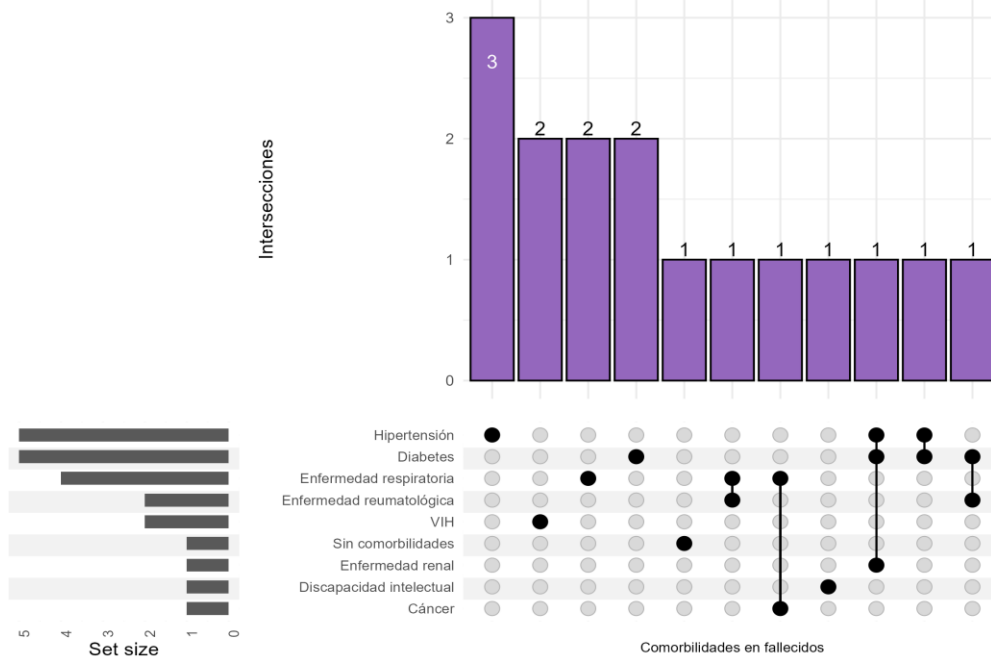 3
3
2
2
2
2
1
1
1
1
1
1
1
1
0
Intersecciones
Hipertensión
Diabetes
Enfermedad respiratoria
Enfermedad reumatológica
VIH
Sin comorbilidades
Enfermedad renal
Discapacidad intelectual
Cáncer
5 4 3 2 1 0
Set size
Comorbilidades en fallecidos